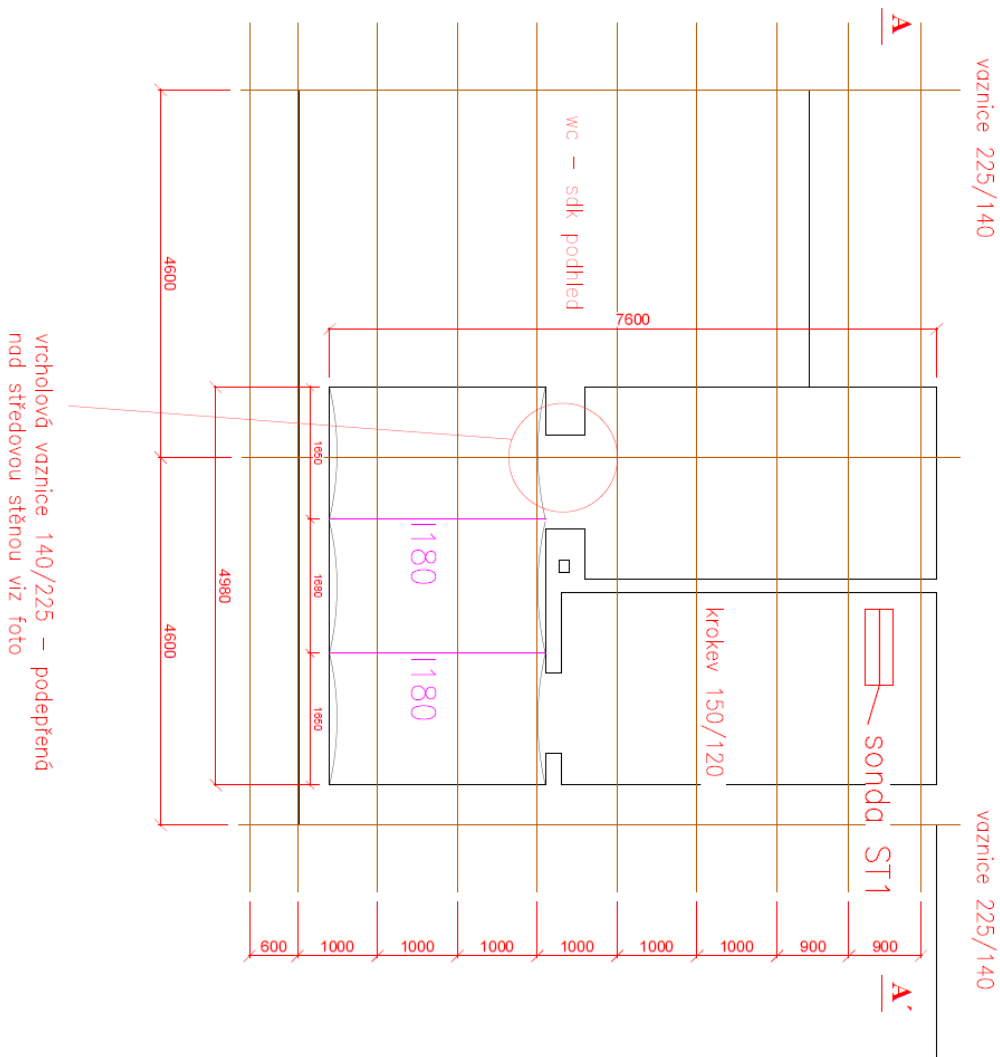 A
vaznice 225/140
wc - sdk podhled
7600
4600
vrcholová vaznice 140/225 - podepřená
nad středovou stěnou viz foto
1650
1680
1650
4980
4600
I180
I180
krokev 150/120
sonda ST1
vaznice 225/140
600
1000
1000
1000
1000
1000
1000
900
900
A´